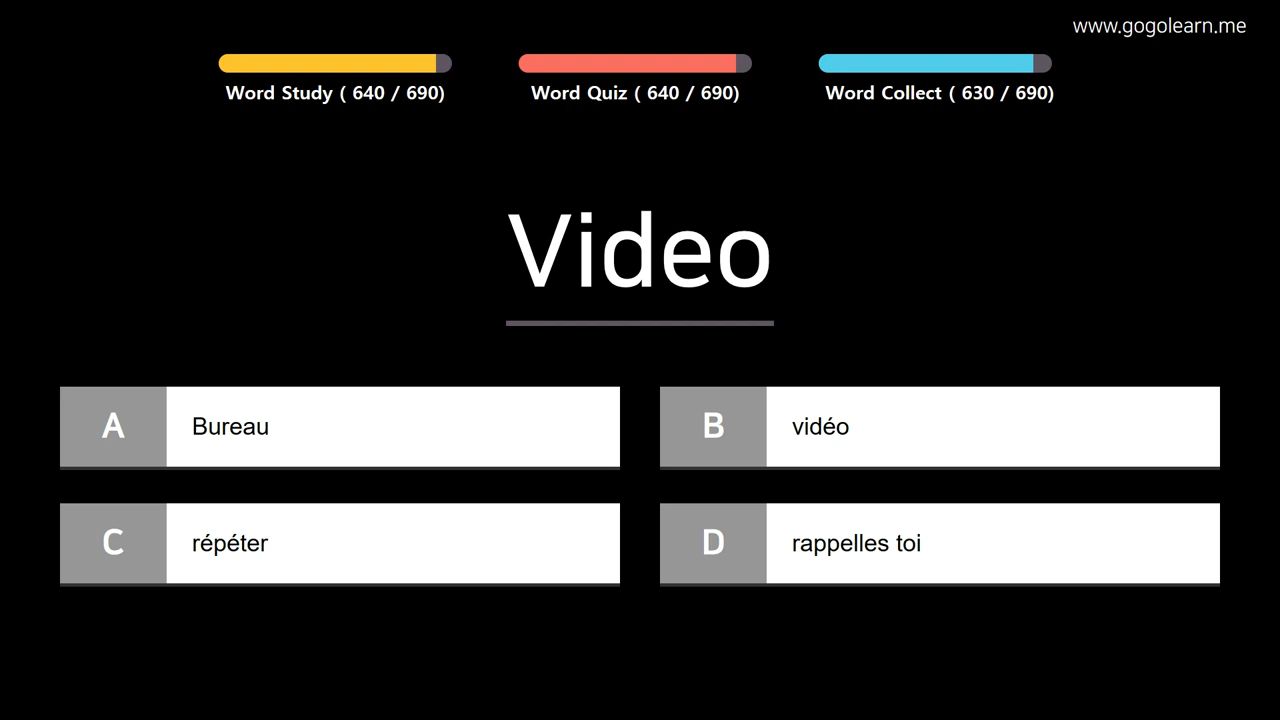 www.gogolearn.me
Word Study ( 640 / 690)
Word Quiz ( 640 / 690)
Word Collect ( 630 / 690)
Video
A Bureau
B vidéo
C répéter
D rappelles toi